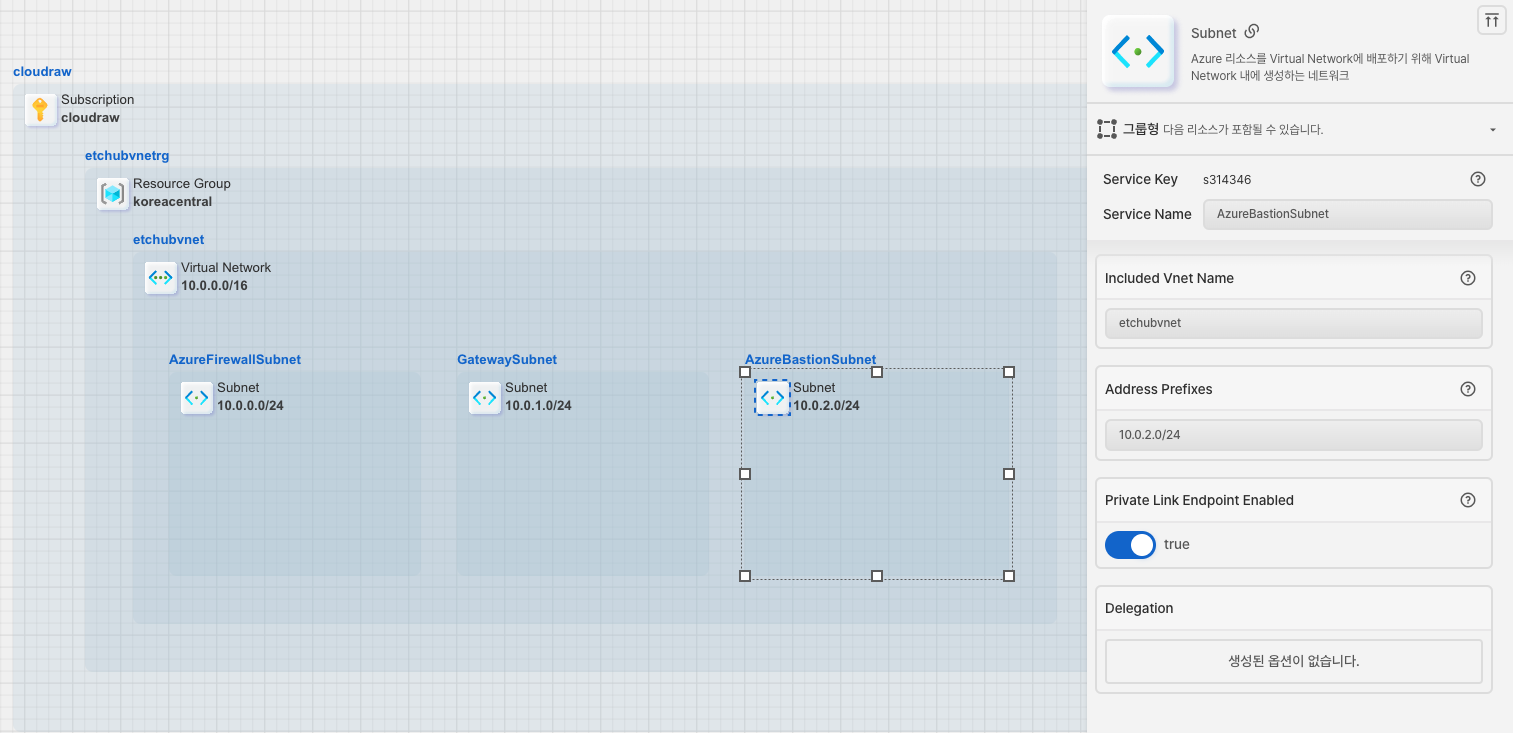 cloudraw
Subscription
cloudraw
etchubvnetrg
Resource Group
koreacentral
etchubvnet
Virtual Network
10.0.0.0/16
AzureFirewallSubnet
Subnet
10.0.0.0/24
GatewaySubnet
Subnet
10.0.1.0/24
AzureBastionSubnet
Subnet
10.0.2.0/24
Subnet
Azure 리소스를 Virtual Network에 배포하기 위해 Virtual
Network 내에 생성하는 네트워크
그룹형 다음 리소스가 포함될 수 있습니다.
Service Key s314346
Service Name AzureBastionSubnet
Included Vnet Name
etchubvnet
Address Prefixes
10.0.2.0/24
Private Link Endpoint Enabled
true
Delegation
생성된 옵션이 없습니다.